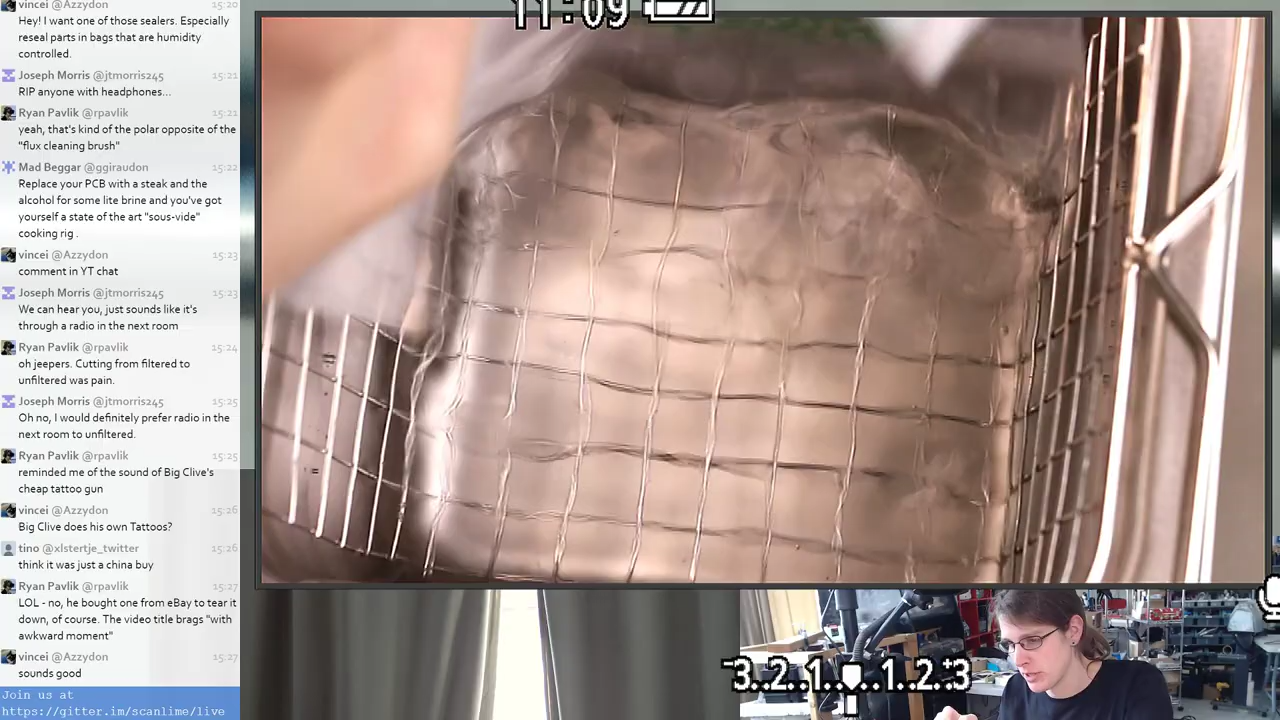 vincei @Azzydon 15:20
Hey! I want one of those sealers. Especially
reseal parts in bags that are humidity
controlled.
Joseph Morris @jtmorris245 15:21
RIP anyone with headphones...
Ryan Pavlik @rpavlik 15:21
yeah, that's kind of the polar opposite of the
"flux cleaning brush"
Mad Beggar @ggiraudon 15:22
Replace your PCB with a steak and the
alcohol for some lite brine and you've got
yourself a state of the art "sous-vide"
cooking rig .
vincei @Azzydon 15:23
comment in YT chat
Joseph Morris @jtmorris245 15:23
We can hear you, just sounds like it's
through a radio in the next room
Ryan Pavlik @rpavlik 15:24
oh jeepers. Cutting from filtered to
unfiltered was pain.
Joseph Morris @jtmorris245 15:25
Oh no, I would definitely prefer radio in the
next room to unfiltered.
Ryan Pavlik @rpavlik 15:25
reminded me of the sound of Big Clive's
cheap tattoo gun
vincei @Azzydon 15:26
Big Clive does his own Tattoos?
tino @xlstertje_twitter 15:26
think it was just a china buy
Ryan Pavlik @rpavlik 15:27
LOL - no, he bought one from eBay to tear it
down, of course. The video title brags "with
awkward moment"
vincei @Azzydon 15:27
sounds good
Join us at
https://gitter.im/scanlime/live
11:09
-3..2..1.. ..1..2..+3